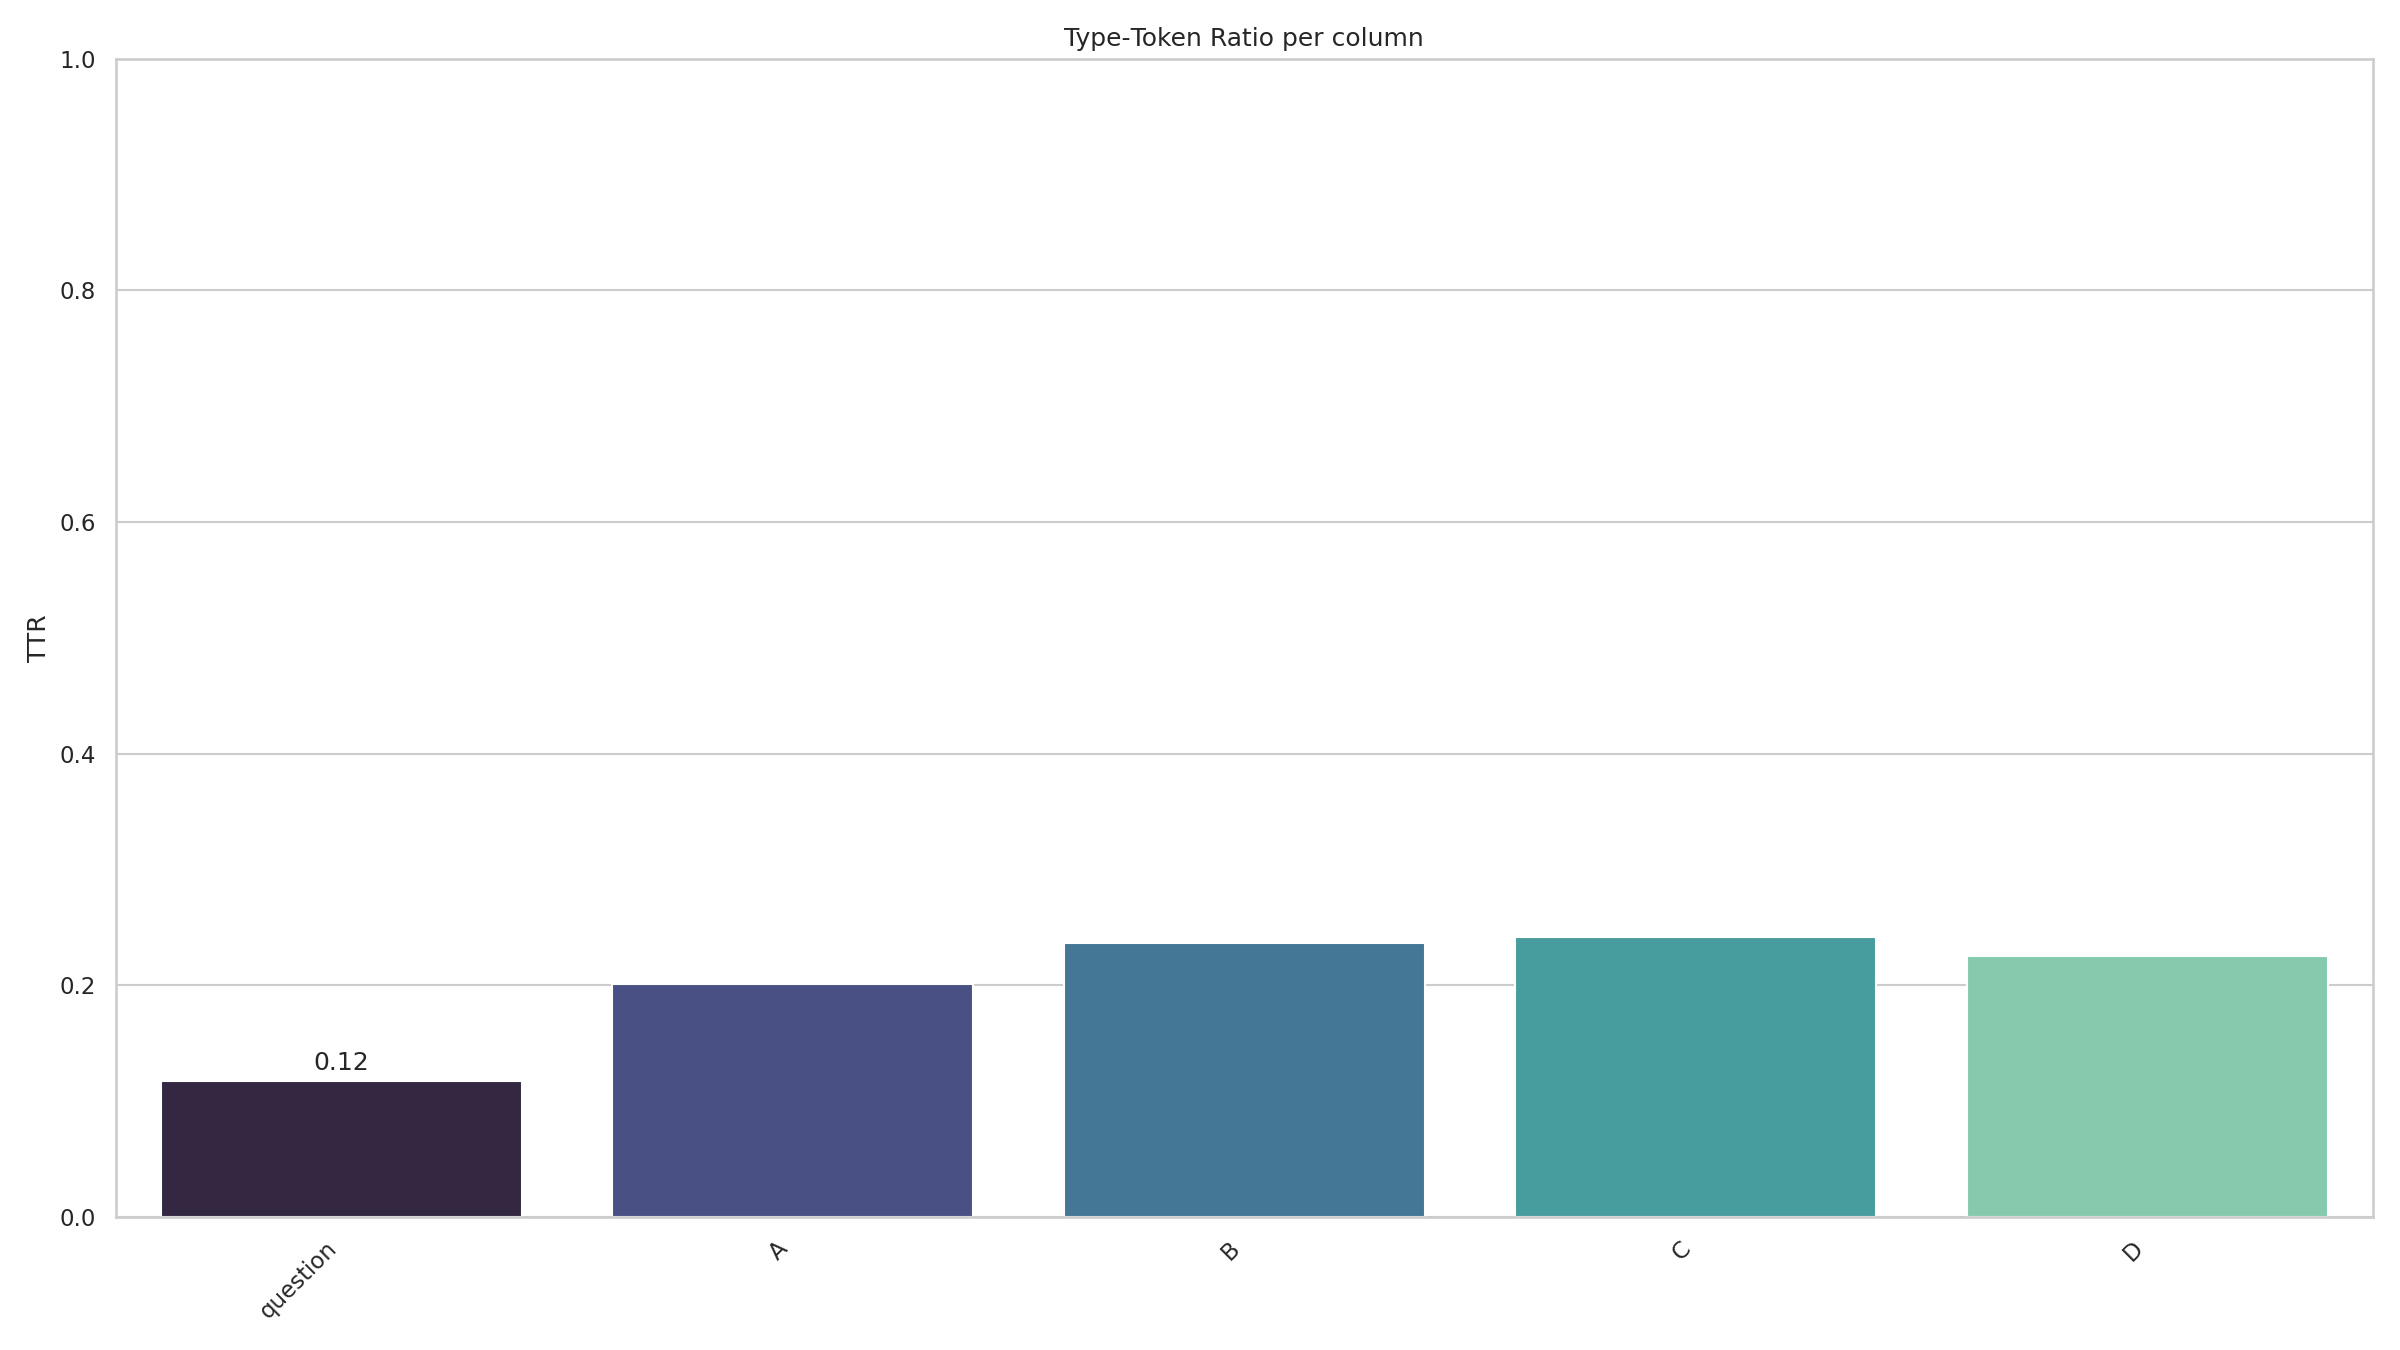 Type-Token Ratio per column
1.0
0.8
0.6
0.4
0.2
0.0
TTR
0.12
question
A
B
C
D